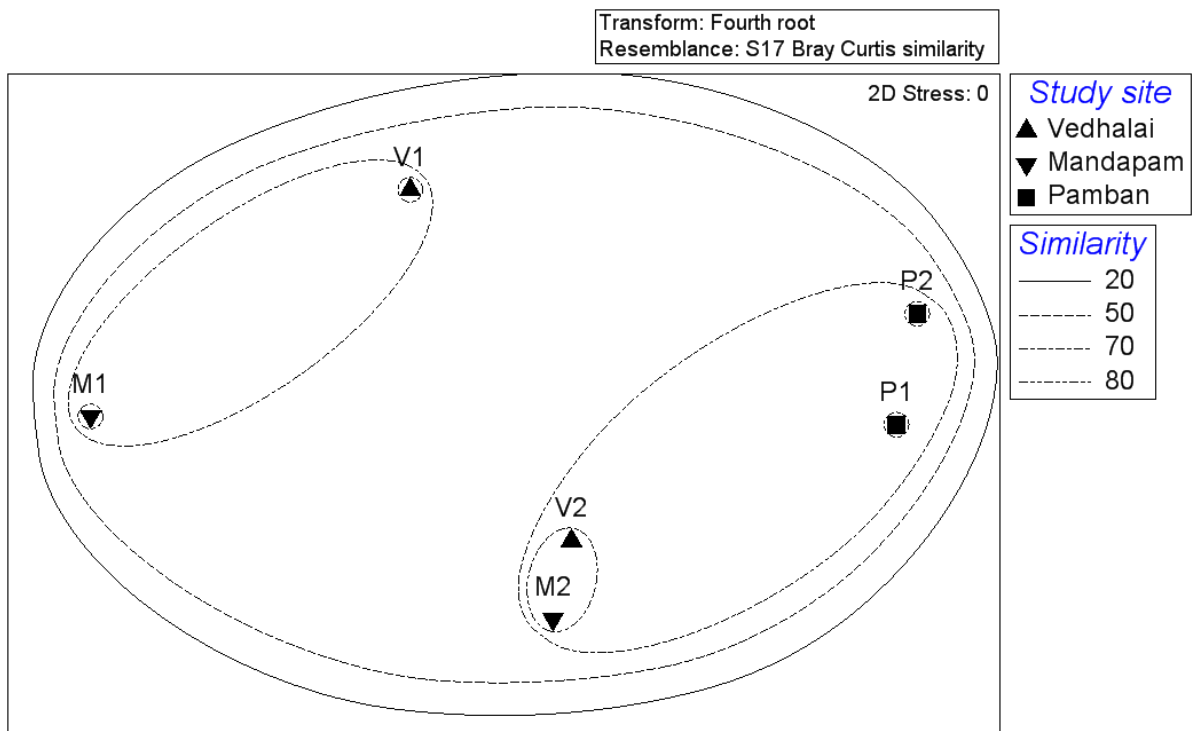 Transform: Fourth root
Resemblance: S17 Bray Curtis similarity
2D Stress: 0
Study site
Vedhalai
Mandapam
Pamban
Similarity
20
50
70
80
V1
P2
M1
P1
V2
M2